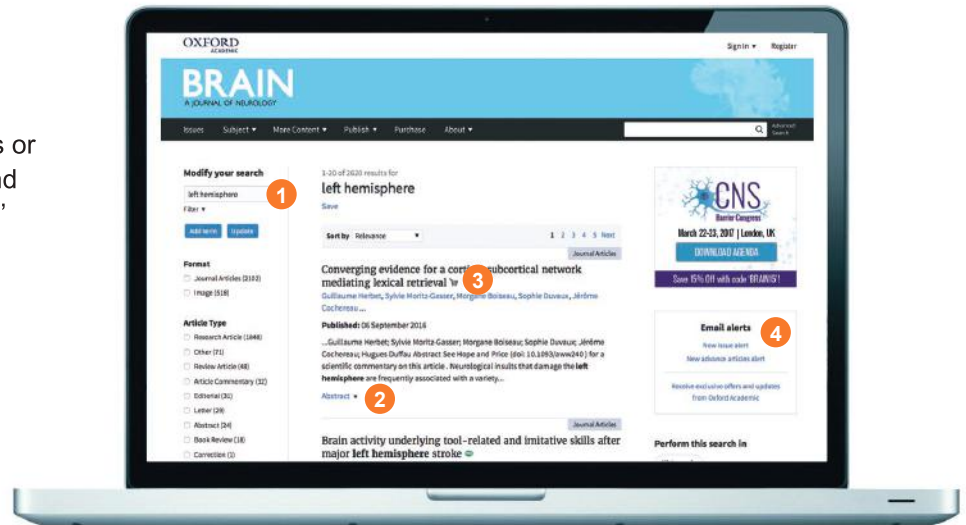 s or
nd
,
OXFORD
ACADEMIC
Sign In ▾ Register
BRAIN
A JOURNAL OF NEUROLOGY
Issues Subject ▾ More Content ▾ Publish ▾ Purchase About ▾
Advanced
Search
Modify your search
left hemisphere
1
Filter ▾
Add term Update
Format
Journal Articles (2102)
Image (518)
Article Type
Research Article (1848)
Other (71)
Review Article (48)
Article Commentary (32)
Editorial (31)
Letter (29)
Abstract (24)
Book Review (18)
Correction (1)
1-20 of 2620 results for
left hemisphere
Save
Sort by Relevance ▾
1 2 3 4 5 Next
Journal Articles
Converging evidence for a subcortical network
mediating lexical retrieval
3
Guillaume Herbet, Sylvie Moritz-Gasser, Morgane Boiseau, Sophie Duvaux, Jérôme
Cochereau ...
Published: 06 September 2016
...Guillaume Herbet; Sylvie Moritz-Gasser; Morgane Boiseau; Sophie Duvaux; Jérôme
Cochereau; Hugues Duffau Abstract See Hope and Price (doi: 10.1093/aww240 ) for a
scientific commentary on this article . Neurological insults that damage the left
hemisphere are frequently associated with a variety...
Abstract ▾
2
Journal Articles
Brain activity underlying tool-related and imitative skills after
major left hemisphere stroke
CNS
Barrier Congress
March 22-23, 2017 | London, UK
DOWNLOAD AGENDA
Save 15% Off with code 'BRAIN15'!
Email alerts
4
New issue alert
New advance articles alert
Receive exclusive offers and updates
from Oxford Academic
Perform this search in